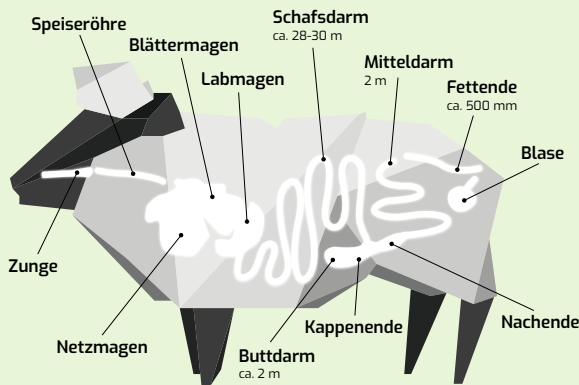 Schafsdarm
ca. 28-30 m
Speiseröhre
Blättermagen
Labmagen
Mitteldarm
2 m
Fettende
ca. 500 mm
Blase
Zunge
Netzmagen
Buttdarm
ca. 2 m
Kappenende
Nachende